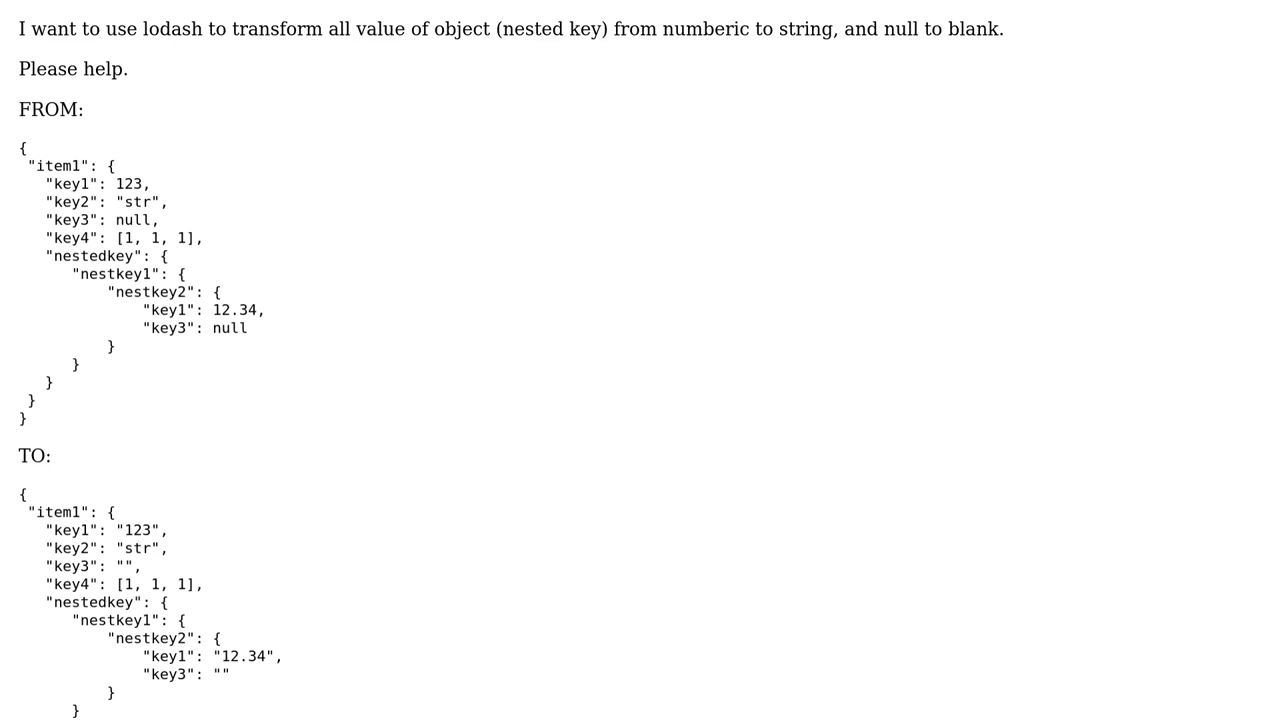 I want to use lodash to transform all value of object (nested key) from numberic to string, and null to blank.
Please help.
FROM:
{
 "item1": {
   "key1": 123,
   "key2": "str",
   "key3": null,
   "key4": [1, 1, 1],
   "nestedkey": {
      "nestkey1": {
          "nestkey2": {
              "key1": 12.34,
              "key3": null
          }
      }
   }
 }
}
TO:
{
 "item1": {
   "key1": "123",
   "key2": "str",
   "key3": "",
   "key4": [1, 1, 1],
   "nestedkey": {
      "nestkey1": {
          "nestkey2": {
              "key1": "12.34",
              "key3": ""
          }
      }